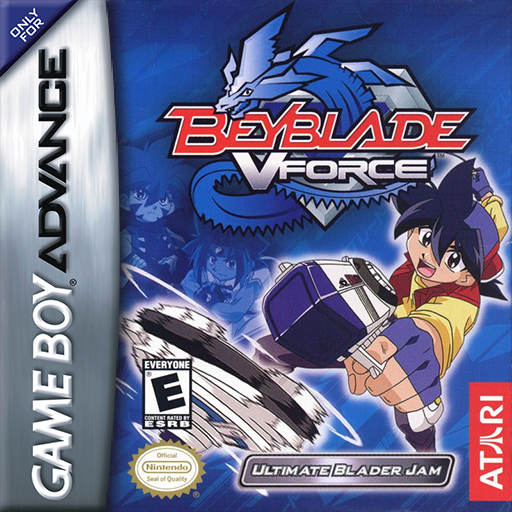 ONLY
FOR
GAME BOY ADVANCE
BEYBLADE
VFORCE
TM
EVERYONE
E
CONTENT RATED BY
ESRB
Official
Nintendo
Seal of Quality
ULTIMATE BLADER JAM
ATARI